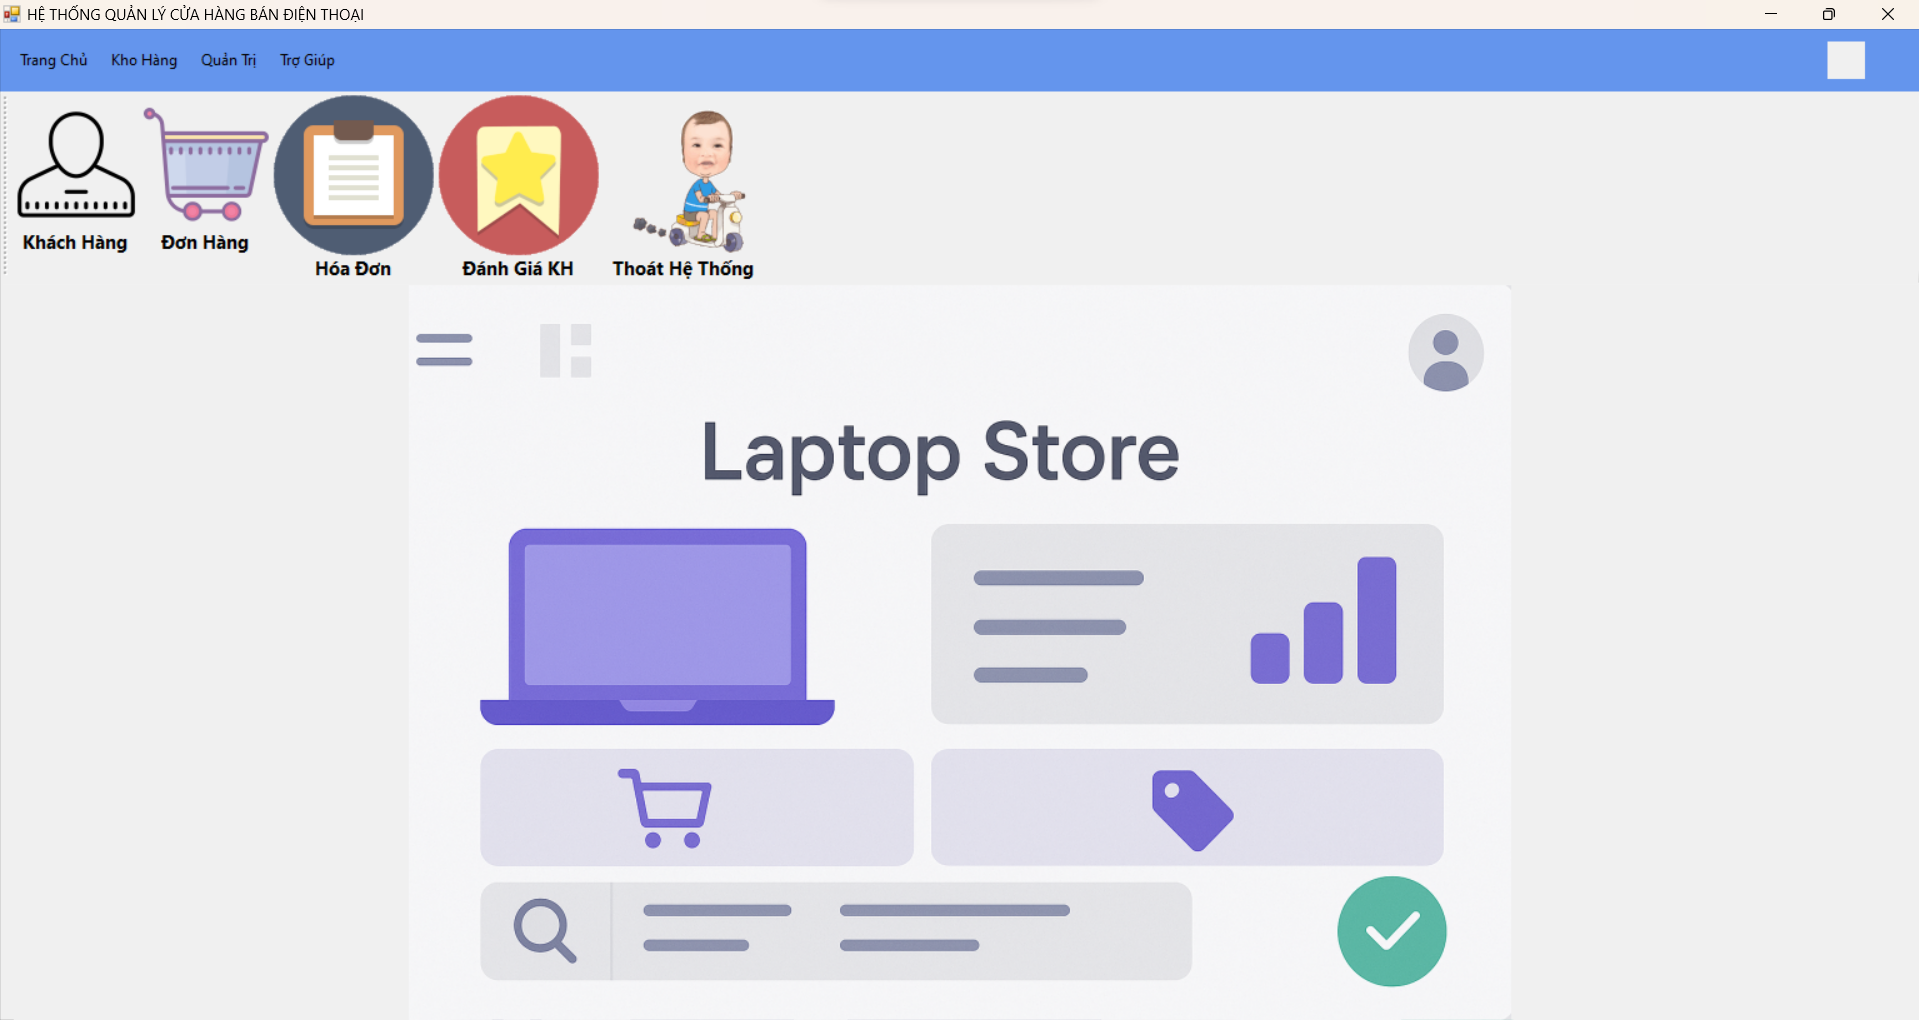 HỆ THỐNG QUẢN LÝ CỬA HÀNG BÁN ĐIỆN THOẠI
Trang Chủ Kho Hàng Quản Trị Trợ Giúp
Khách Hàng Đơn Hàng Hóa Đơn Đánh Giá KH Thoát Hệ Thống
Laptop Store